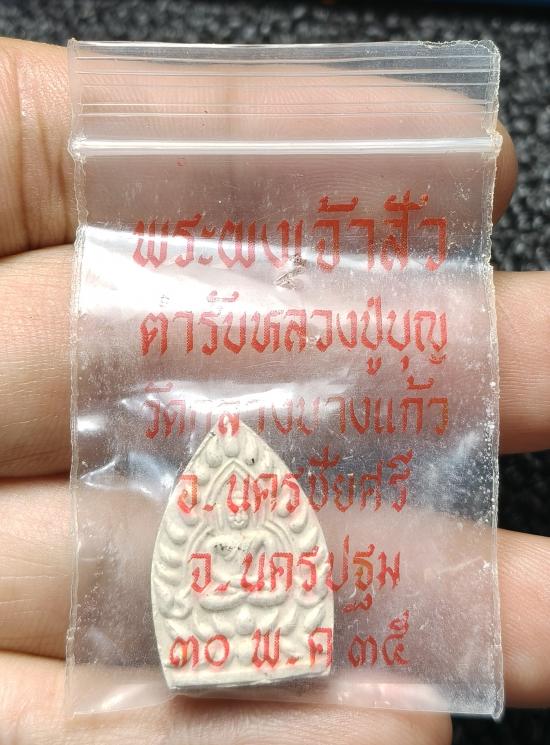 พระผงเจ้าสัว
ตำรับหลวงปู่บุญ
วัดกลางบางแก้ว
อ.นครชัยศรี
จ.นครปฐม
๓๐ พ.ค ๓๕